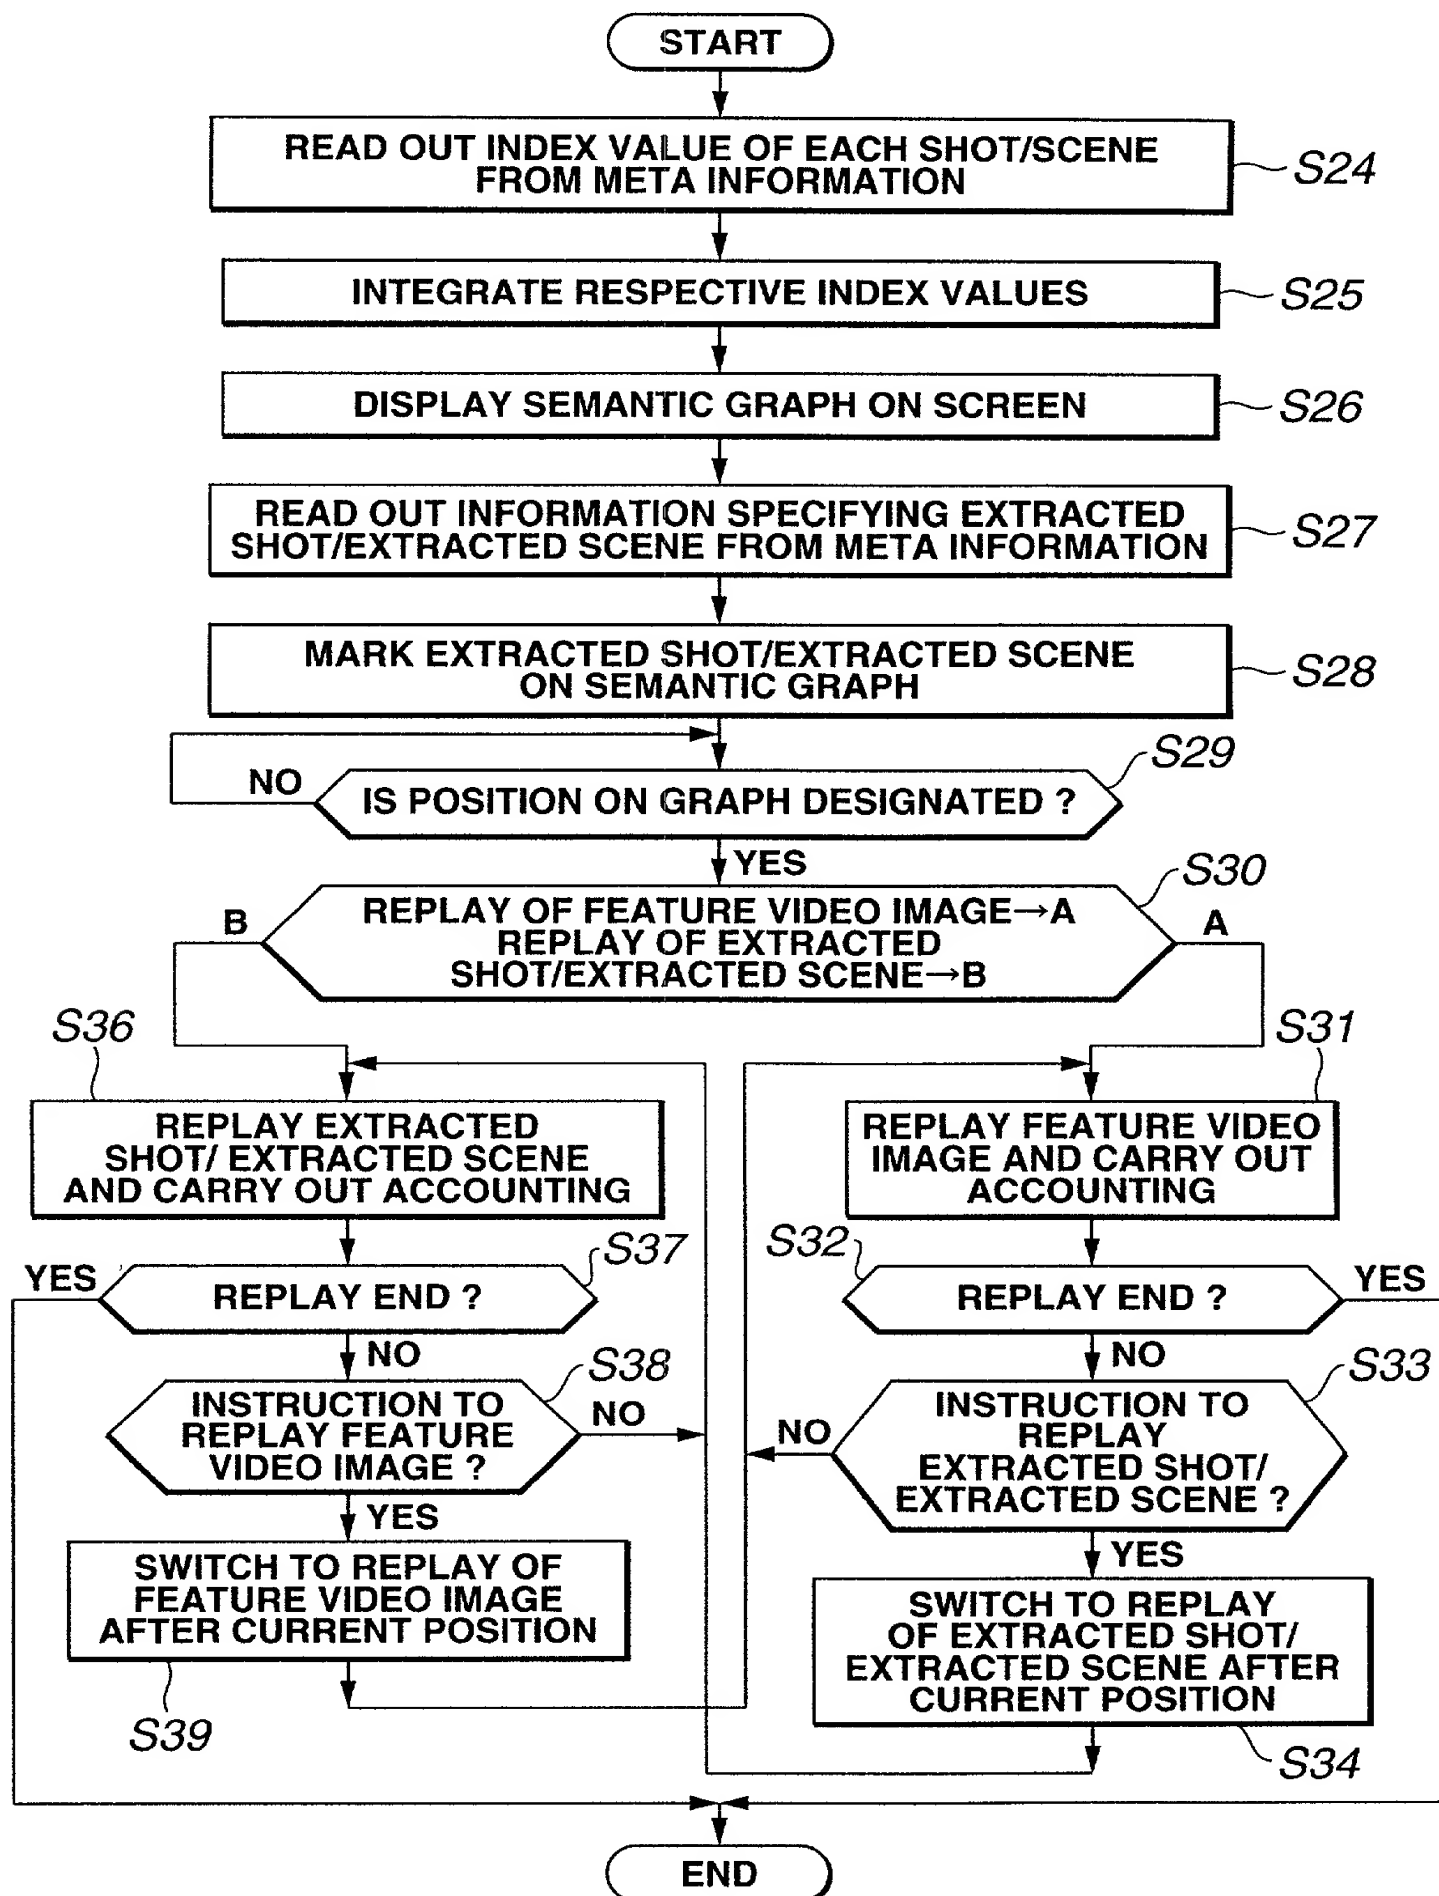 START
READ OUT INDEX VALUE OF EACH SHOT/SCENE
FROM META INFORMATION
S24
INTEGRATE RESPECTIVE INDEX VALUES
S25
DISPLAY SEMANTIC GRAPH ON SCREEN
S26
READ OUT INFORMATION SPECIFYING EXTRACTED
SHOT/EXTRACTED SCENE FROM META INFORMATION
S27
MARK EXTRACTED SHOT/EXTRACTED SCENE
ON SEMANTIC GRAPH
S28
S29
NO
IS POSITION ON GRAPH DESIGNATED ?
YES
S30
B
REPLAY OF FEATURE VIDEO IMAGE→A
REPLAY OF EXTRACTED
SHOT/EXTRACTED SCENE→B
A
S36
REPLAY EXTRACTED
SHOT/ EXTRACTED SCENE
AND CARRY OUT ACCOUNTING
S37
YES
REPLAY END ?
NO
S38
INSTRUCTION TO
REPLAY FEATURE
VIDEO IMAGE ?
NO
YES
SWITCH TO REPLAY OF
FEATURE VIDEO IMAGE
AFTER CURRENT POSITION
S39
S31
REPLAY FEATURE VIDEO
IMAGE AND CARRY OUT
ACCOUNTING
S32
REPLAY END ?
YES
NO
S33
INSTRUCTION TO
REPLAY
EXTRACTED SHOT/
EXTRACTED SCENE ?
NO
YES
SWITCH TO REPLAY
OF EXTRACTED SHOT/
EXTRACTED SCENE AFTER
CURRENT POSITION
S34
END